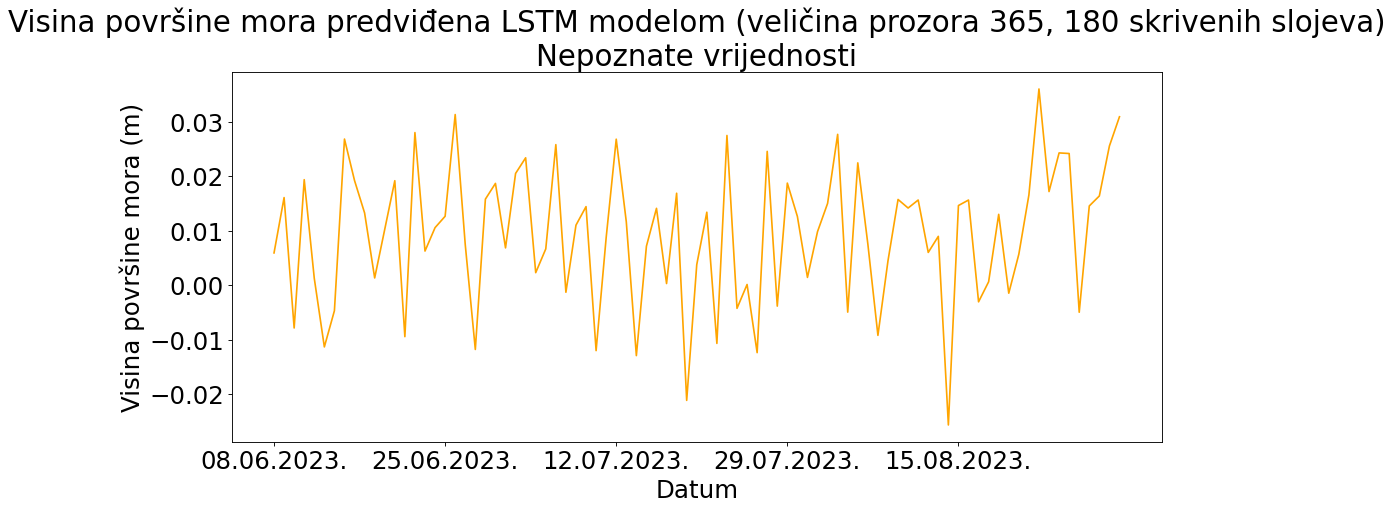 Visina površine mora predviđena LSTM modelom (veličina prozora 365, 180 skrivenih slojeva)
Nepoznate vrijednosti
Visina površine mora (m)
0.03
0.02
0.01
0.00
−0.01
−0.02
08.06.2023. 25.06.2023. 12.07.2023. 29.07.2023. 15.08.2023.
Datum